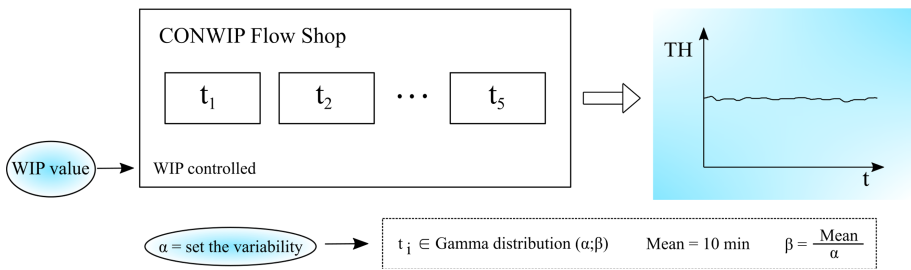 CONWIP Flow Shop
TH
t₁ t₂ ··· t₅
WIP value
WIP controlled
t
α = set the variability
t i ∈ Gamma distribution (α;β) Mean = 10 min β = Mean
α